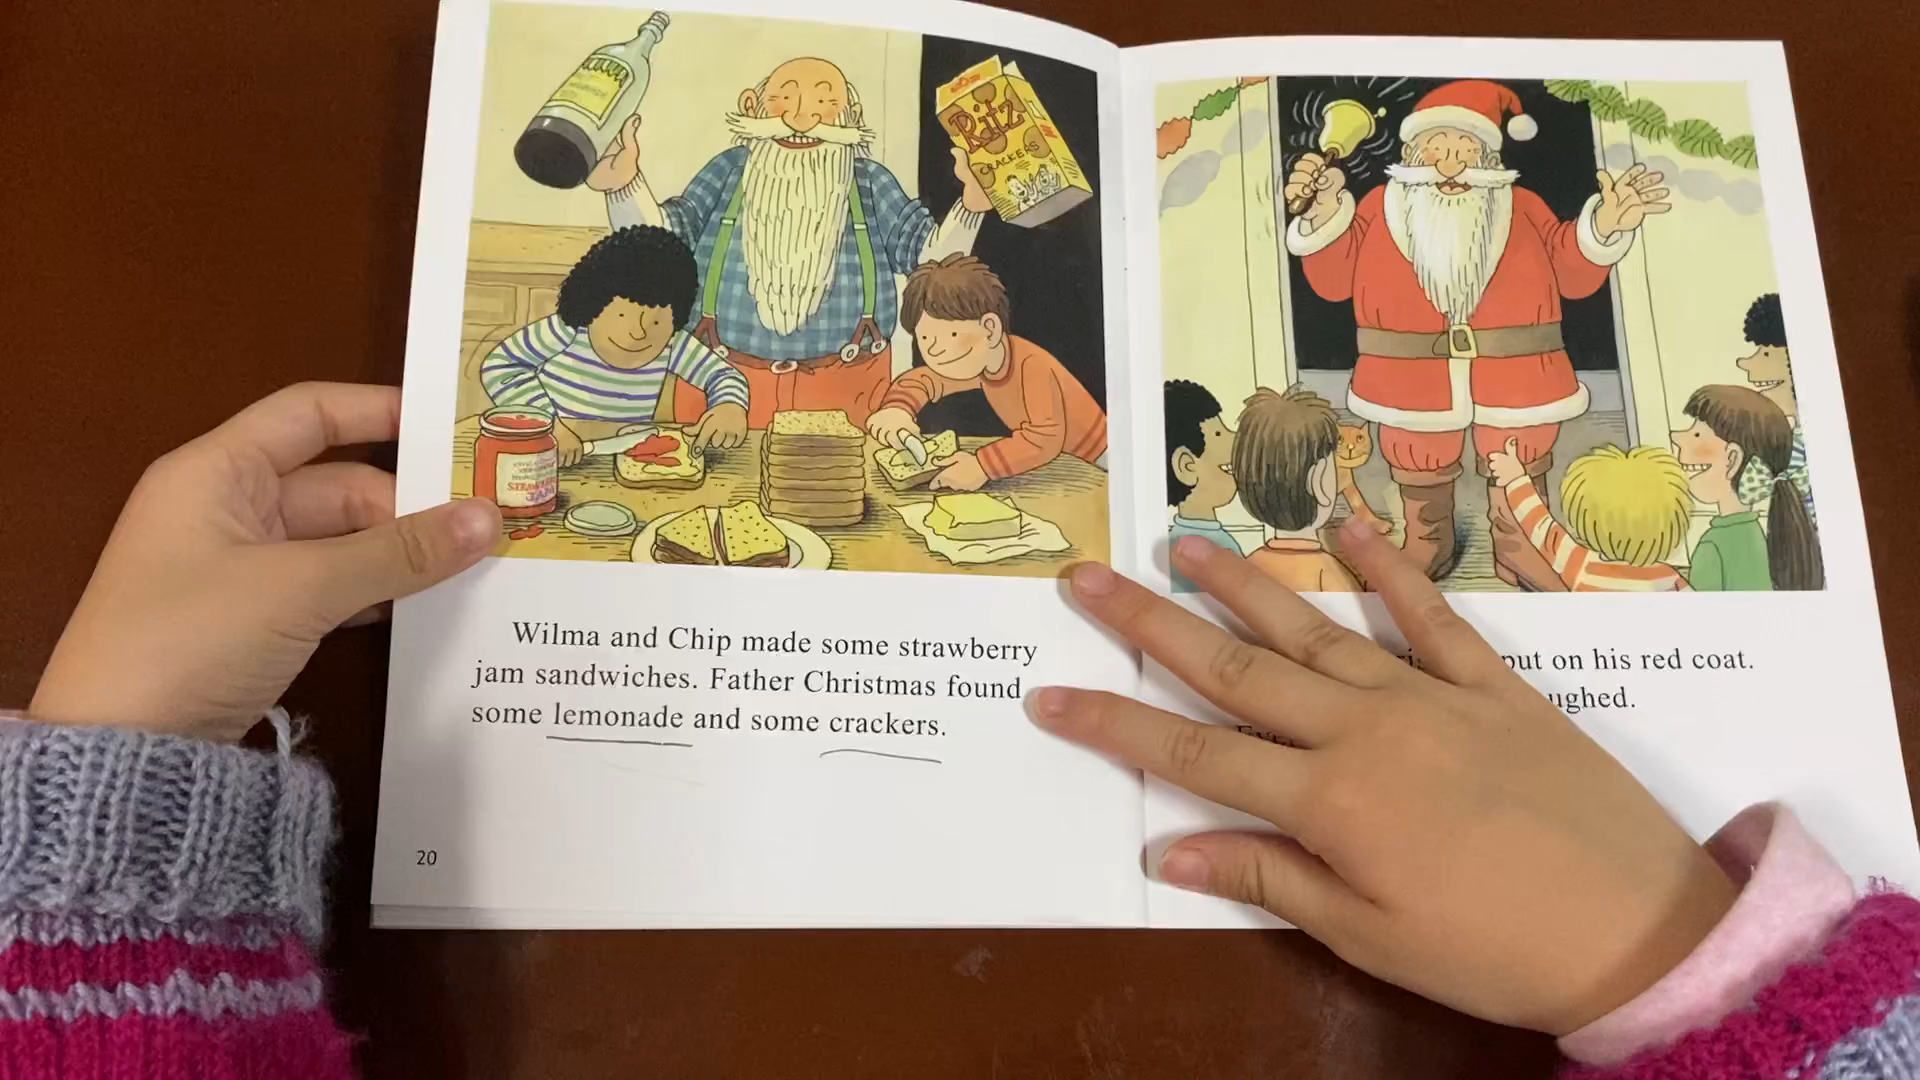 Ritz
CRACKERS
STRAWBERRY
JAM
Wilma and Chip made some strawberry
jam sandwiches. Father Christmas found
some lemonade and some crackers.
20
put on his red coat.